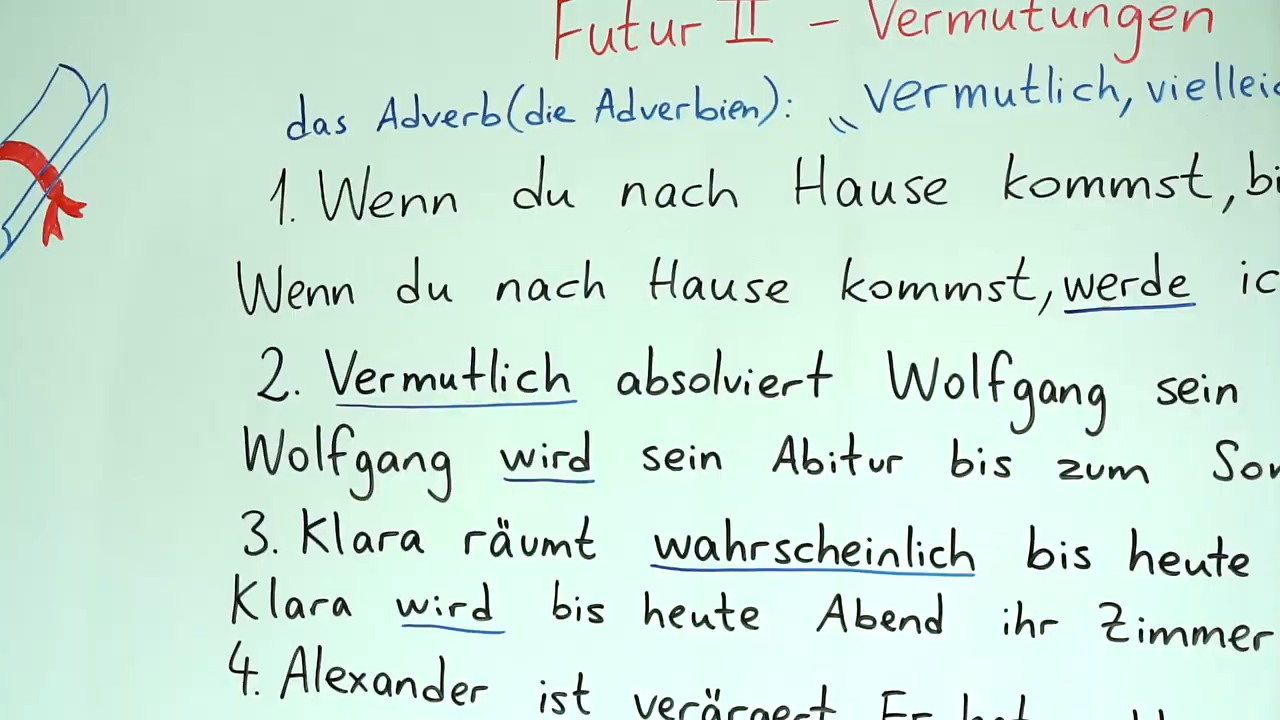 Futur II - Vermutungen
das Adverb (die Adverbien): „vermutlich,
1. Wenn du nach Hause kommst,
Wenn du nach Hause kommst, werde
2. Vermutlich absolviert Wolfgang sein
Wolfgang wird sein Abitur bis zum
3. Klara räumt wahrscheinlich bis heute
Klara wird bis heute Abend ihr Zimmer
4. Alexander ist verärgert